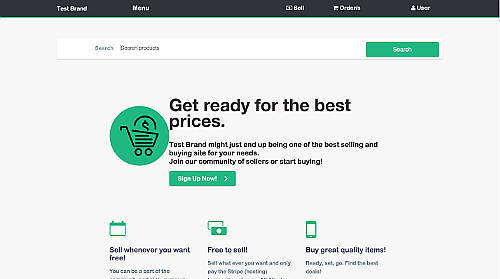 Test Brand Menu Sell Orders User
Search Search products Search
Get ready for the best
prices.
Test Brand might just end up being one of the best selling and
buying site for your needs.
Join our community of sellers or start buying!
Sign Up Now!
Sell whenever you want
free!
You can be a part of the
Free to sell!
Sell what ever you want and only
pay the Stripe (hosting)
Buy great quality items!
Ready, set, go. Find the best
deals!